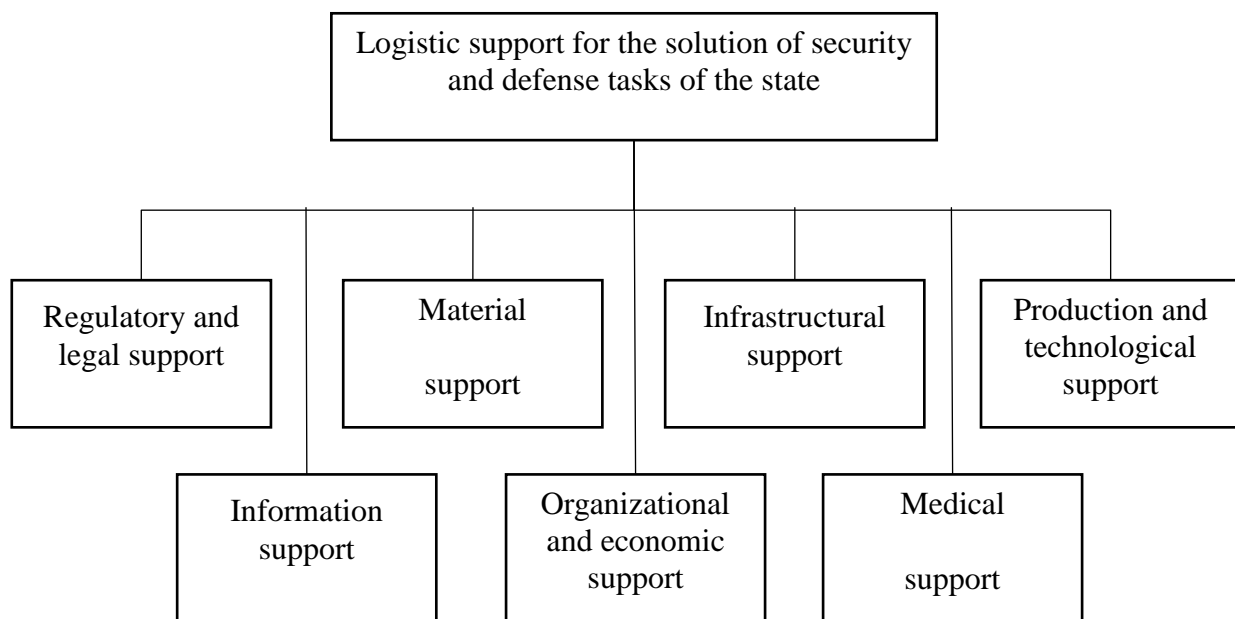 Logistic support for the solution of security
and defense tasks of the state
Regulatory and
legal support
Material
support
Infrastructural
support
Production and
technological
support
Information
support
Organizational
and economic
support
Medical
support